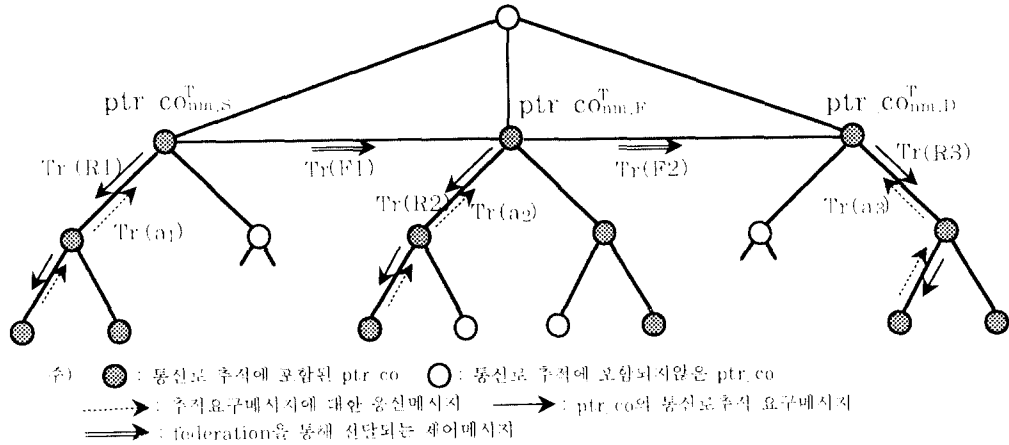 ptr co^T_nm,S
ptr co^T_nm,F
ptr co^T_nm,D
Tr(R1)
Tr(F1)
Tr(F2)
Tr(R3)
Tr(a1)
Tr(R2)
Tr(a2)
Tr(a3)
주) : 통신로 추적에 포함된 ptr co : 통신로 추적에 포함되지않은 ptr co
: 추적요구메시지에 대한 응신메시지 : ptr co의 통신로추적 요구메시지
: federation을 통해 전달되는 제어메시지